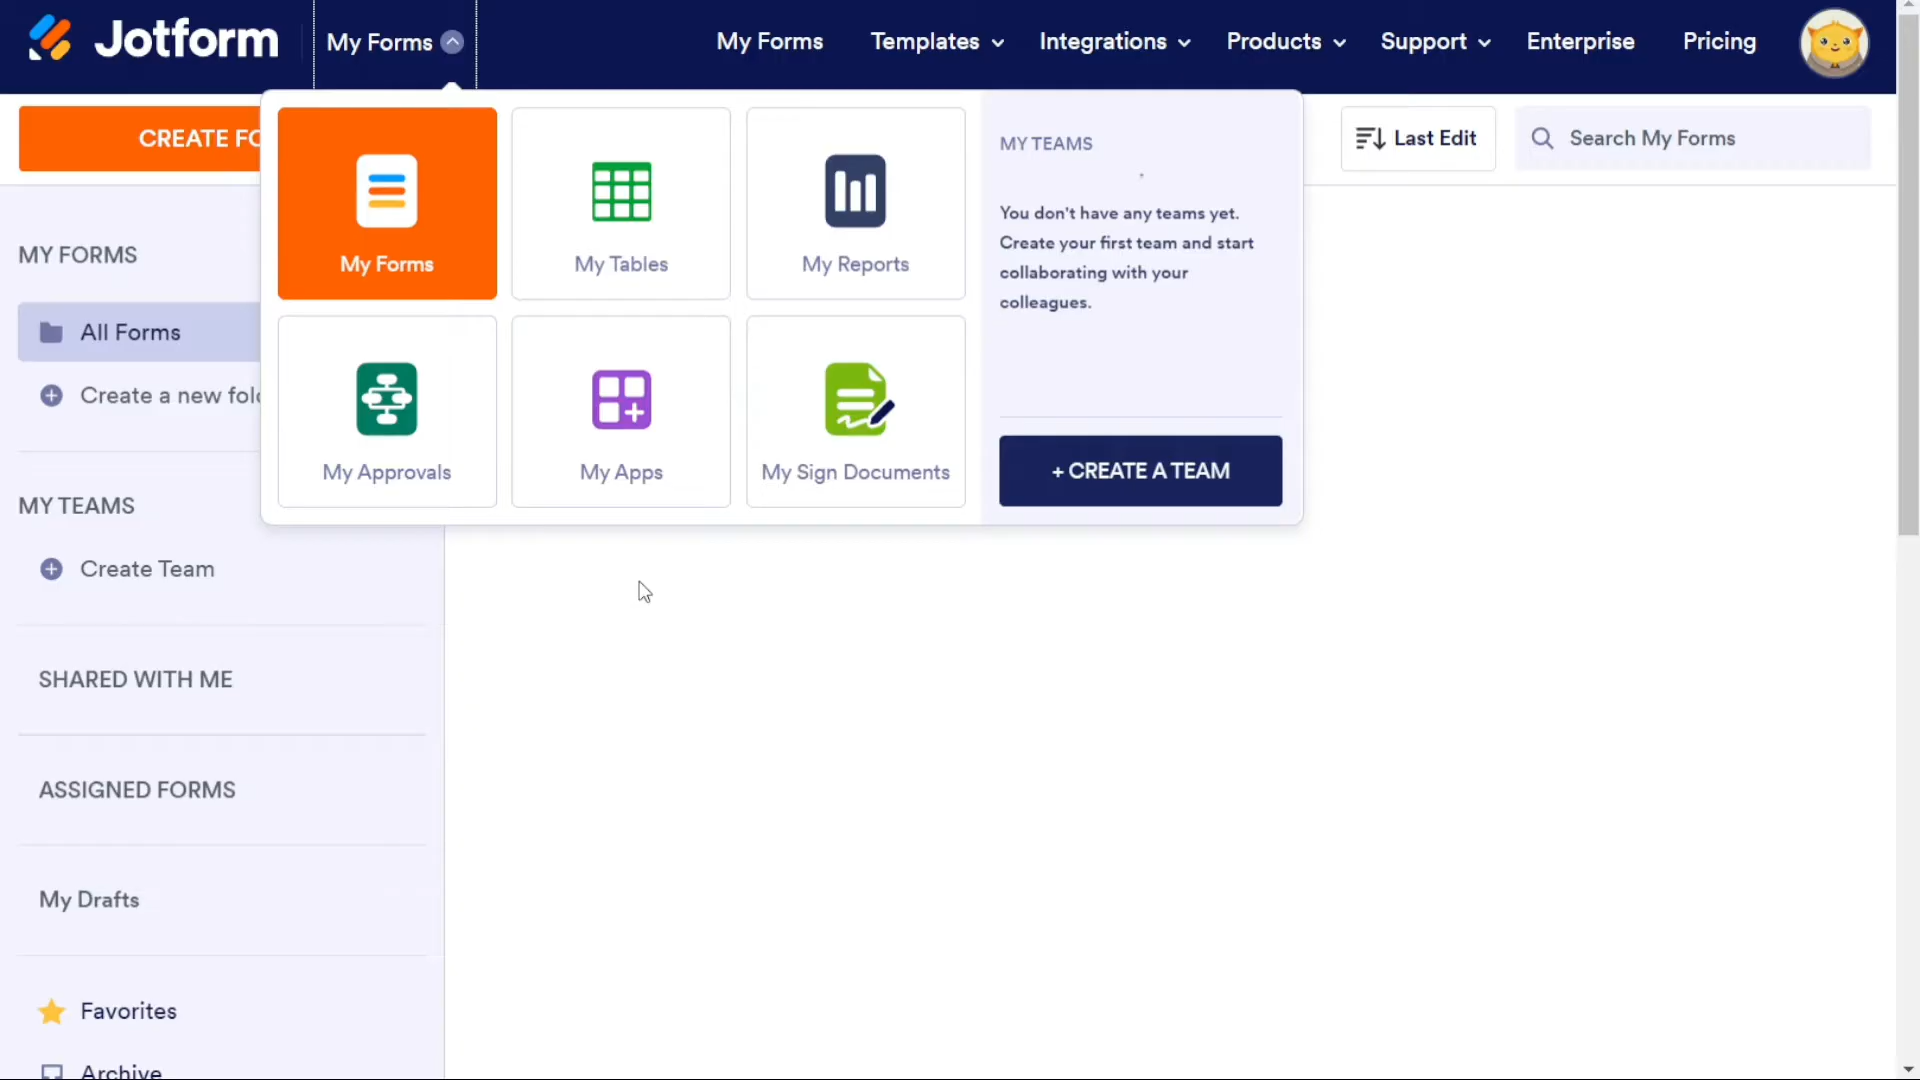 Jotform
My Forms
My Forms
Templates
Integrations
Products
Support
Enterprise
Pricing
CREATE FO
Last Edit
Search My Forms
MY FORMS
All Forms
Create a new fol
MY TEAMS
Create Team
SHARED WITH ME
ASSIGNED FORMS
My Drafts
Favorites
Archive
My Forms
My Tables
My Reports
My Approvals
My Apps
My Sign Documents
MY TEAMS
You don't have any teams yet.
Create your first team and start
collaborating with your
colleagues.
+ CREATE A TEAM